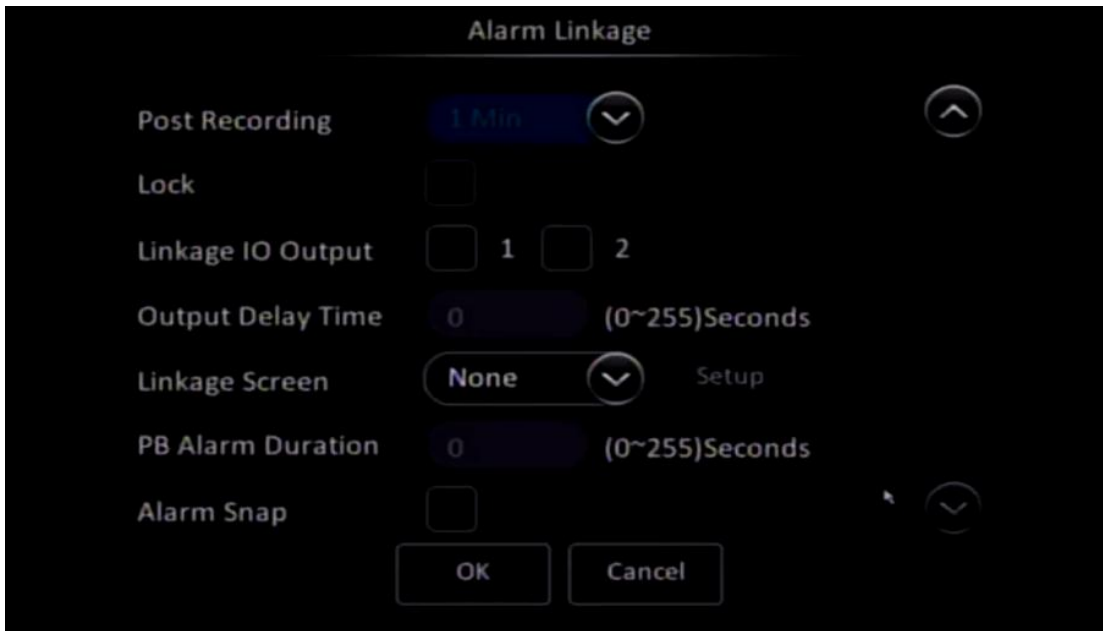 Alarm Linkage
Post Recording 1 Min
Lock
Linkage IO Output 1 2
Output Delay Time 0 (0~255)Seconds
Linkage Screen None Setup
PB Alarm Duration 0 (0~255)Seconds
Alarm Snap
OK Cancel